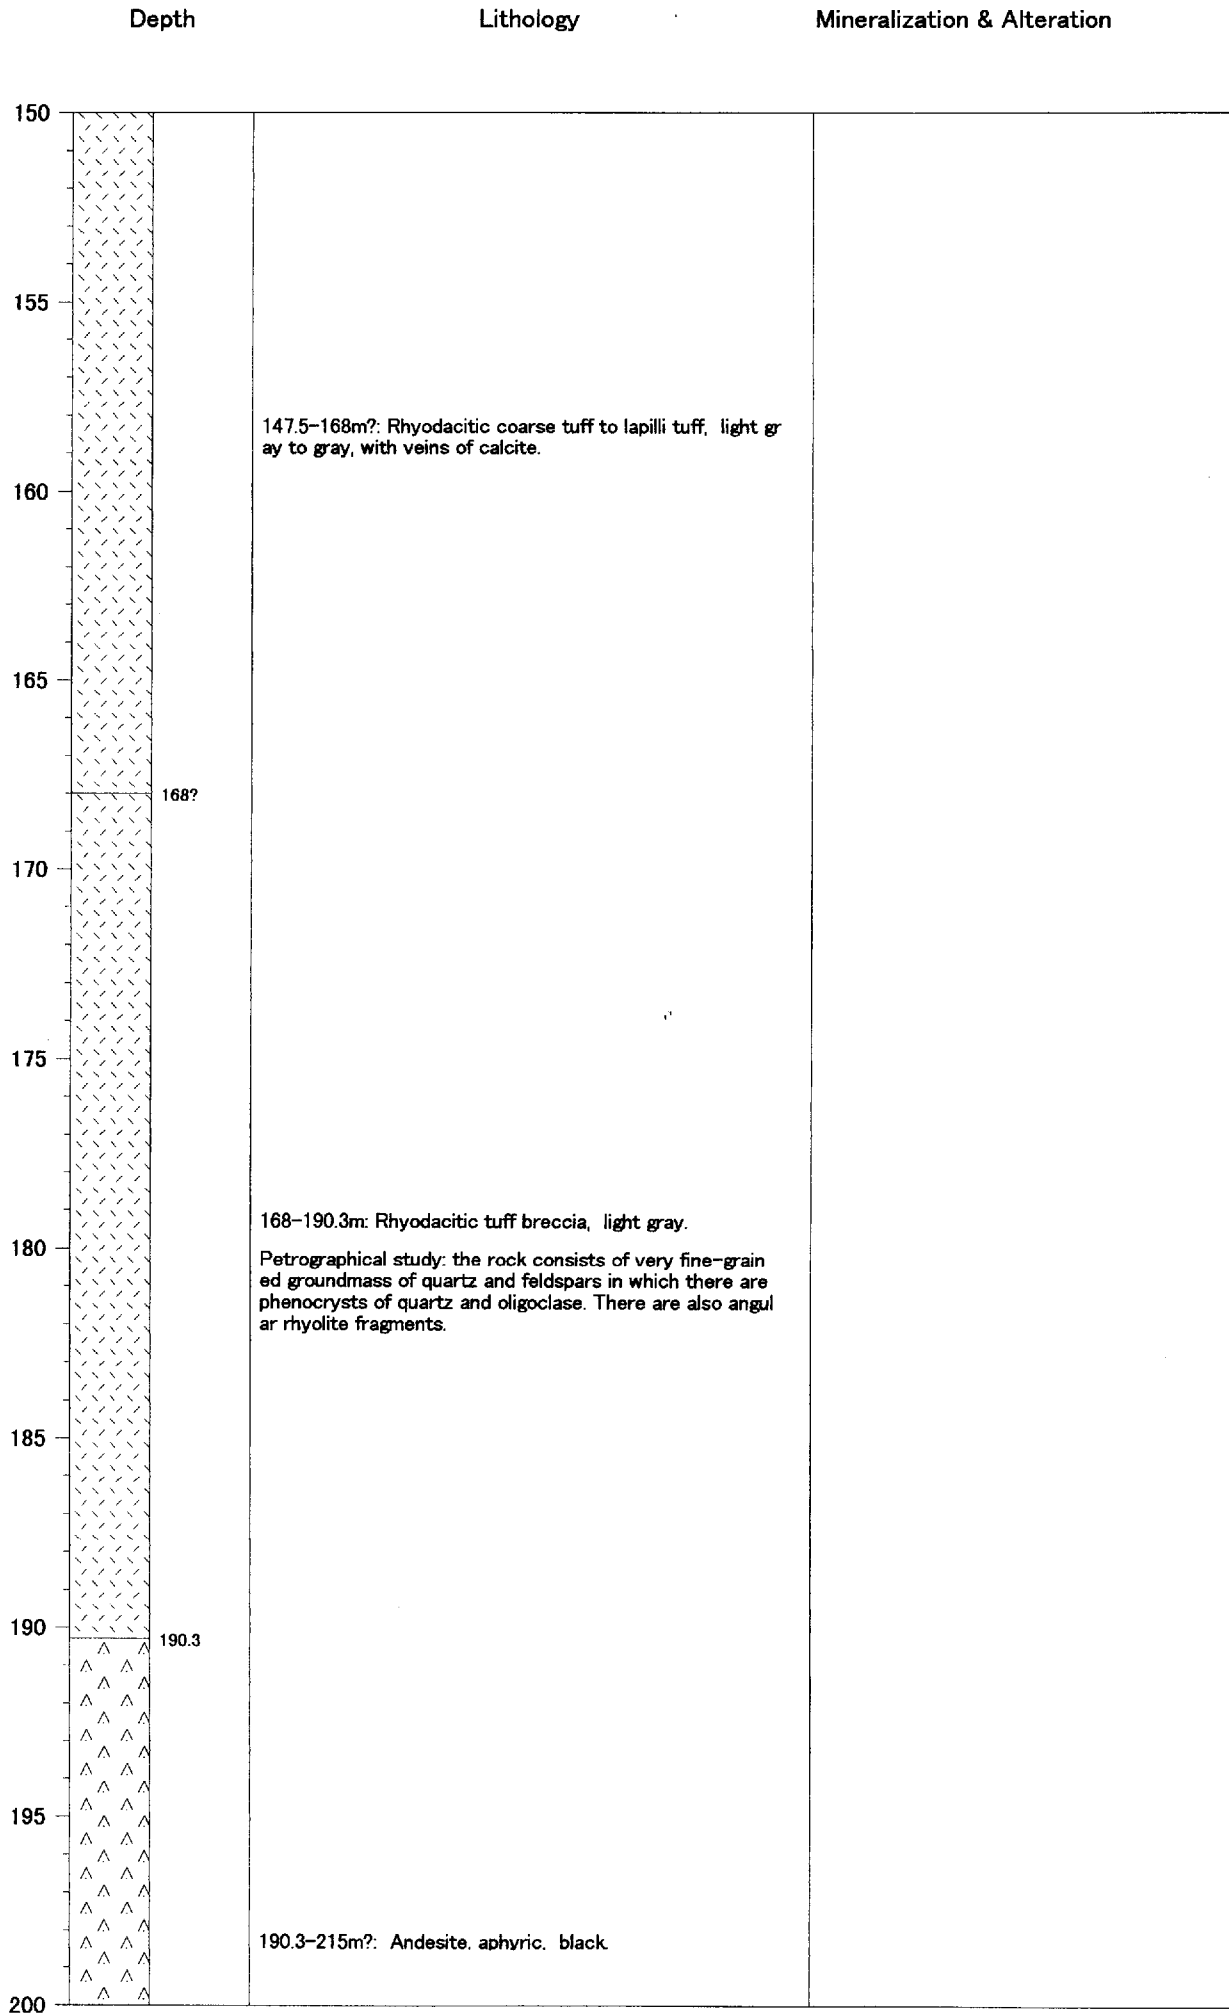 Depth Lithology Mineralization & Alteration
150
155
147.5-168m?: Rhyodacitic coarse tuff to lapilli tuff, light gr
ay to gray, with veins of calcite.
160
165
168?
170
175
168-190.3m: Rhyodacitic tuff breccia, light gray.
180
Petrographical study: the rock consists of very fine-grain
ed groundmass of quartz and feldspars in which there are
phenocrysts of quartz and oligoclase. There are also angul
ar rhyolite fragments.
185
190
190.3
195
190.3-215m?: Andesite, aphyric, black.
200